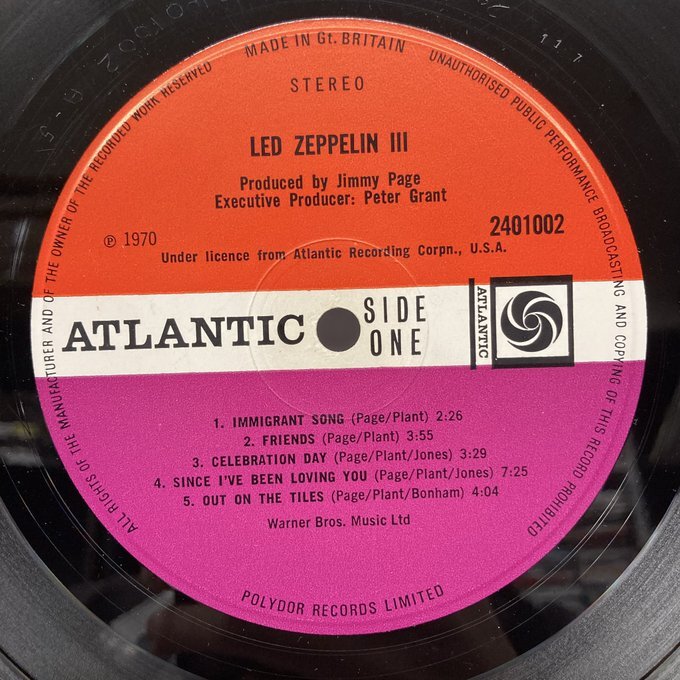 MADE IN Gt. BRITAIN
UNAUTHORISED PUBLIC PERFORMANCE BROADCASTING AND COPYING OF THIS RECORD PROHIBITED
ALL RIGHTS OF THE MANUFACTURER AND OF THE OWNER OF THE RECORDED WORK RESERVED
STEREO
LED ZEPPELIN III
Produced by Jimmy Page
Executive Producer: Peter Grant
℗ 1970
2401002
Under licence from Atlantic Recording Corpn., U.S.A.
ATLANTIC
SIDE
ONE
ATLANTIC
1. IMMIGRANT SONG (Page/Plant) 2:26
2. FRIENDS (Page/Plant) 3:55
3. CELEBRATION DAY (Page/Plant/Jones) 3:29
4. SINCE I'VE BEEN LOVING YOU (Page/Plant/Jones) 7:25
5. OUT ON THE TILES (Page/Plant/Bonham) 4:04
Warner Bros. Music Ltd
POLYDOR RECORDS LIMITED